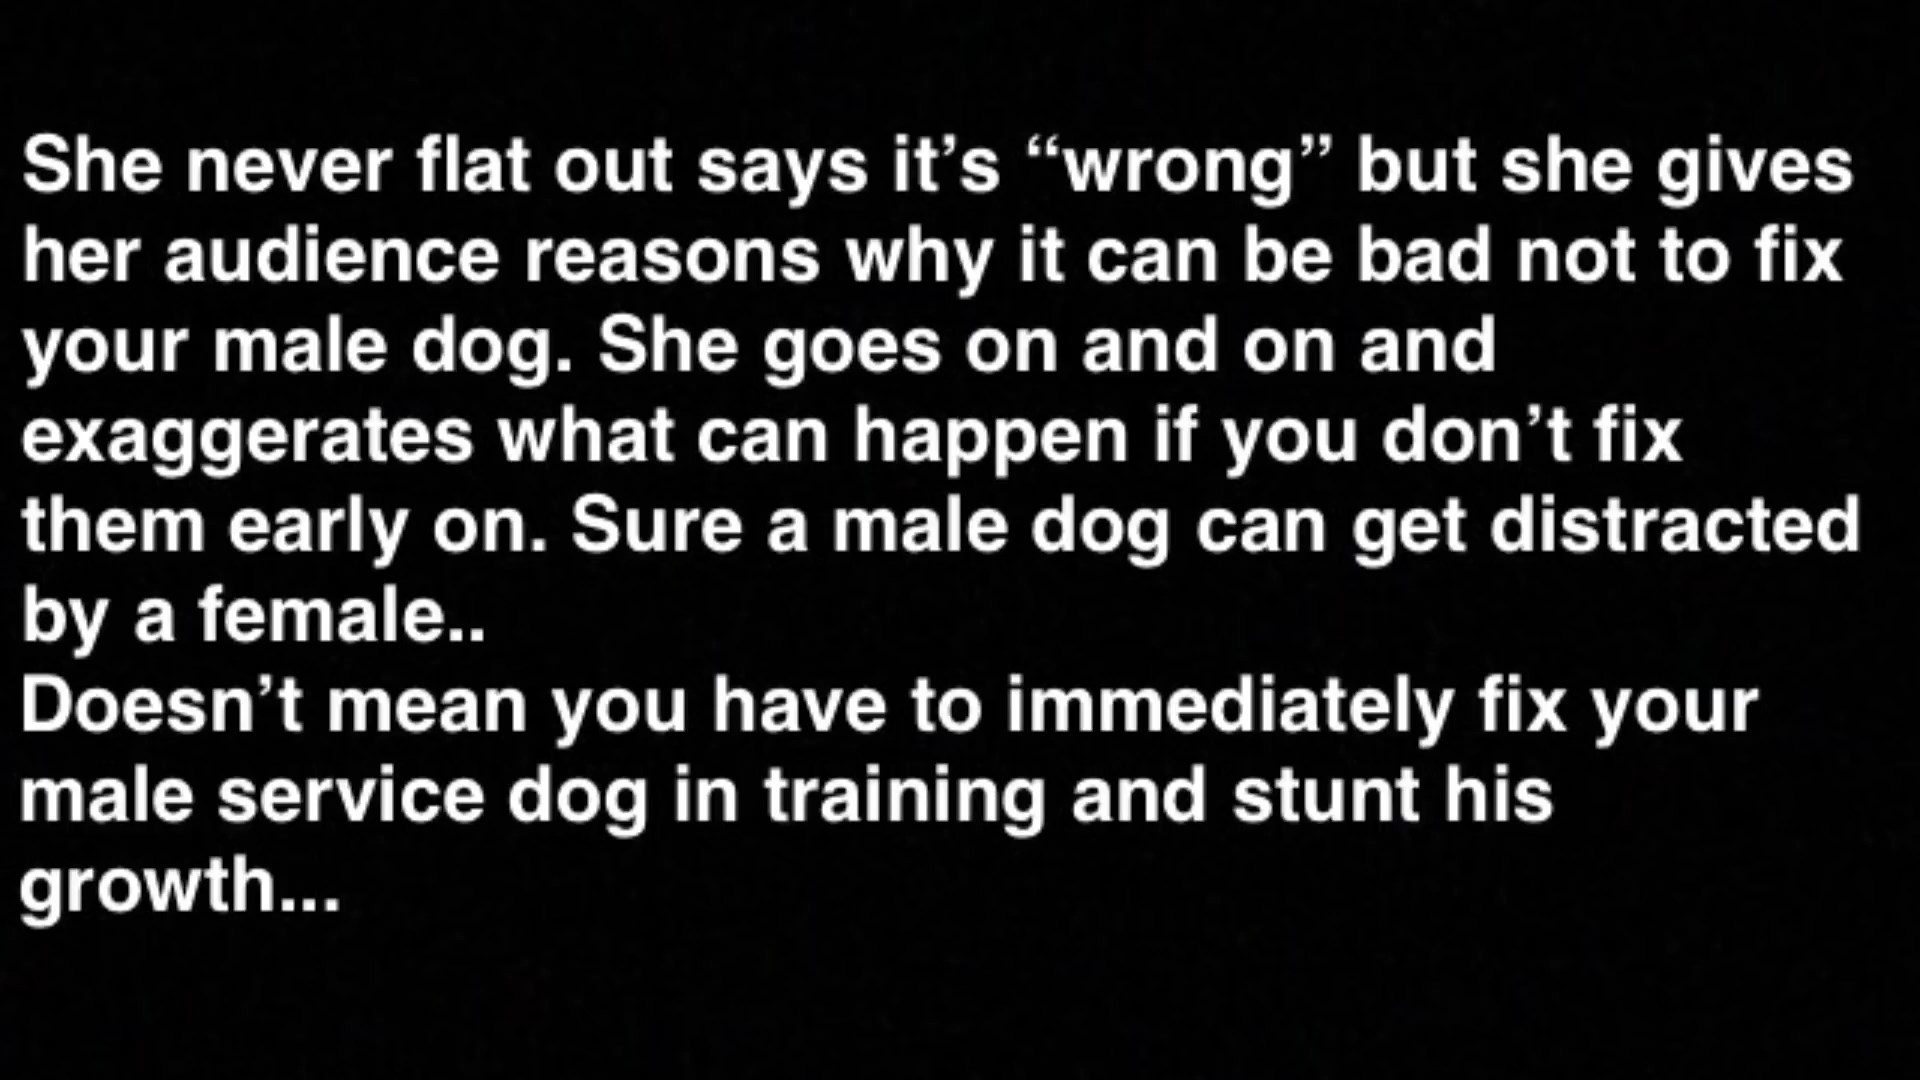 She never flat out says it’s “wrong” but she gives
her audience reasons why it can be bad not to fix
your male dog. She goes on and on and
exaggerates what can happen if you don’t fix
them early on. Sure a male dog can get distracted
by a female..
Doesn’t mean you have to immediately fix your
male service dog in training and stunt his
growth...